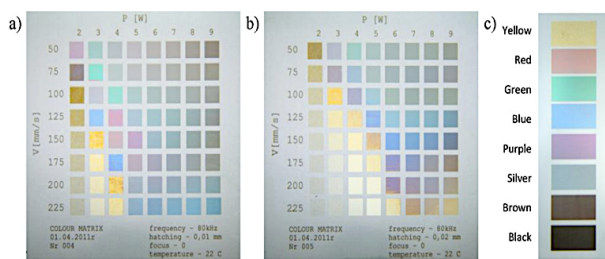 a)
P [W]
2 3 4 5 6 7 8 9
V[mm/s]
50
75
100
125
150
175
200
225
COLOUR MATRIX
01.04.2011r
Nr 004
frequency - 80kHz
hatching - 0,01 mm
focus - 0
temperature - 22 C
b)
P [W]
2 3 4 5 6 7 8 9
V[mm/s]
50
75
100
125
150
175
200
225
COLOUR MATRIX
01.04.2011r
Nr 005
frequency - 80kHz
hatching - 0,02 mm
focus - 0
temperature - 22 C
c)
Yellow
Red
Green
Blue
Purple
Silver
Brown
Black